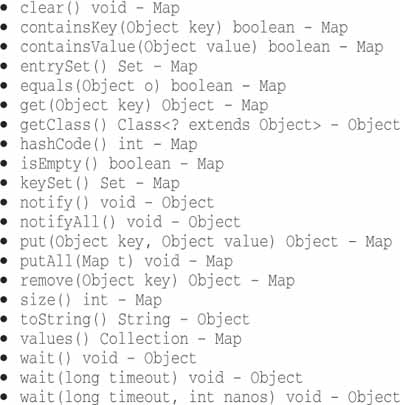 • clear() void – Map
• containsKey(Object key) boolean – Map
• containsValue(Object value) boolean – Map
• entrySet() Set – Map
• equals(Object o) boolean – Map
• get(Object key) Object – Map
• getClass() Class<? extends Object> – Object
• hashCode() int – Map
• isEmpty() boolean – Map
• keySet() Set – Map
• notify() void – Object
• notifyAll() void – Object
• put(Object key, Object value) Object – Map
• putAll(Map t) void – Map
• remove(Object key) Object – Map
• size() int – Map
• toString() String – Object
• values() Collection – Map
• wait() void – Object
• wait(long timeout) void – Object
• wait(long timeout, int nanos) void – Object